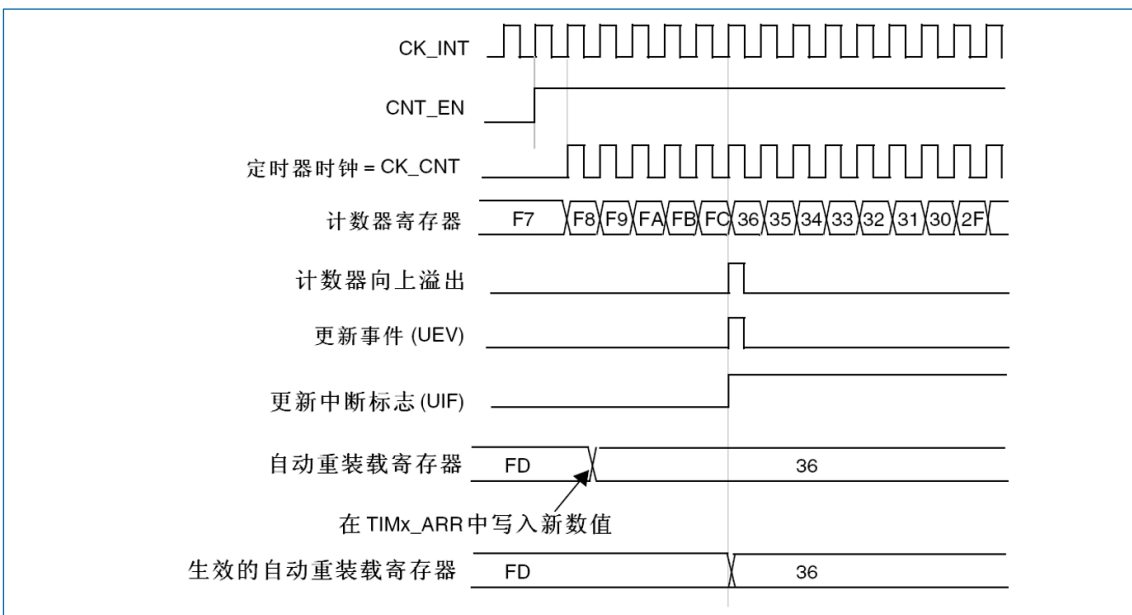 CK_INT
CNT_EN
定时器时钟 = CK_CNT
计数器寄存器 F7 F8 F9 FA FB FC 36 35 34 33 32 31 30 2F
计数器向上溢出
更新事件 (UEV)
更新中断标志 (UIF)
自动重装载寄存器 FD 36
在 TIMx_ARR 中写入新数值
生效的自动重装载寄存器 FD 36